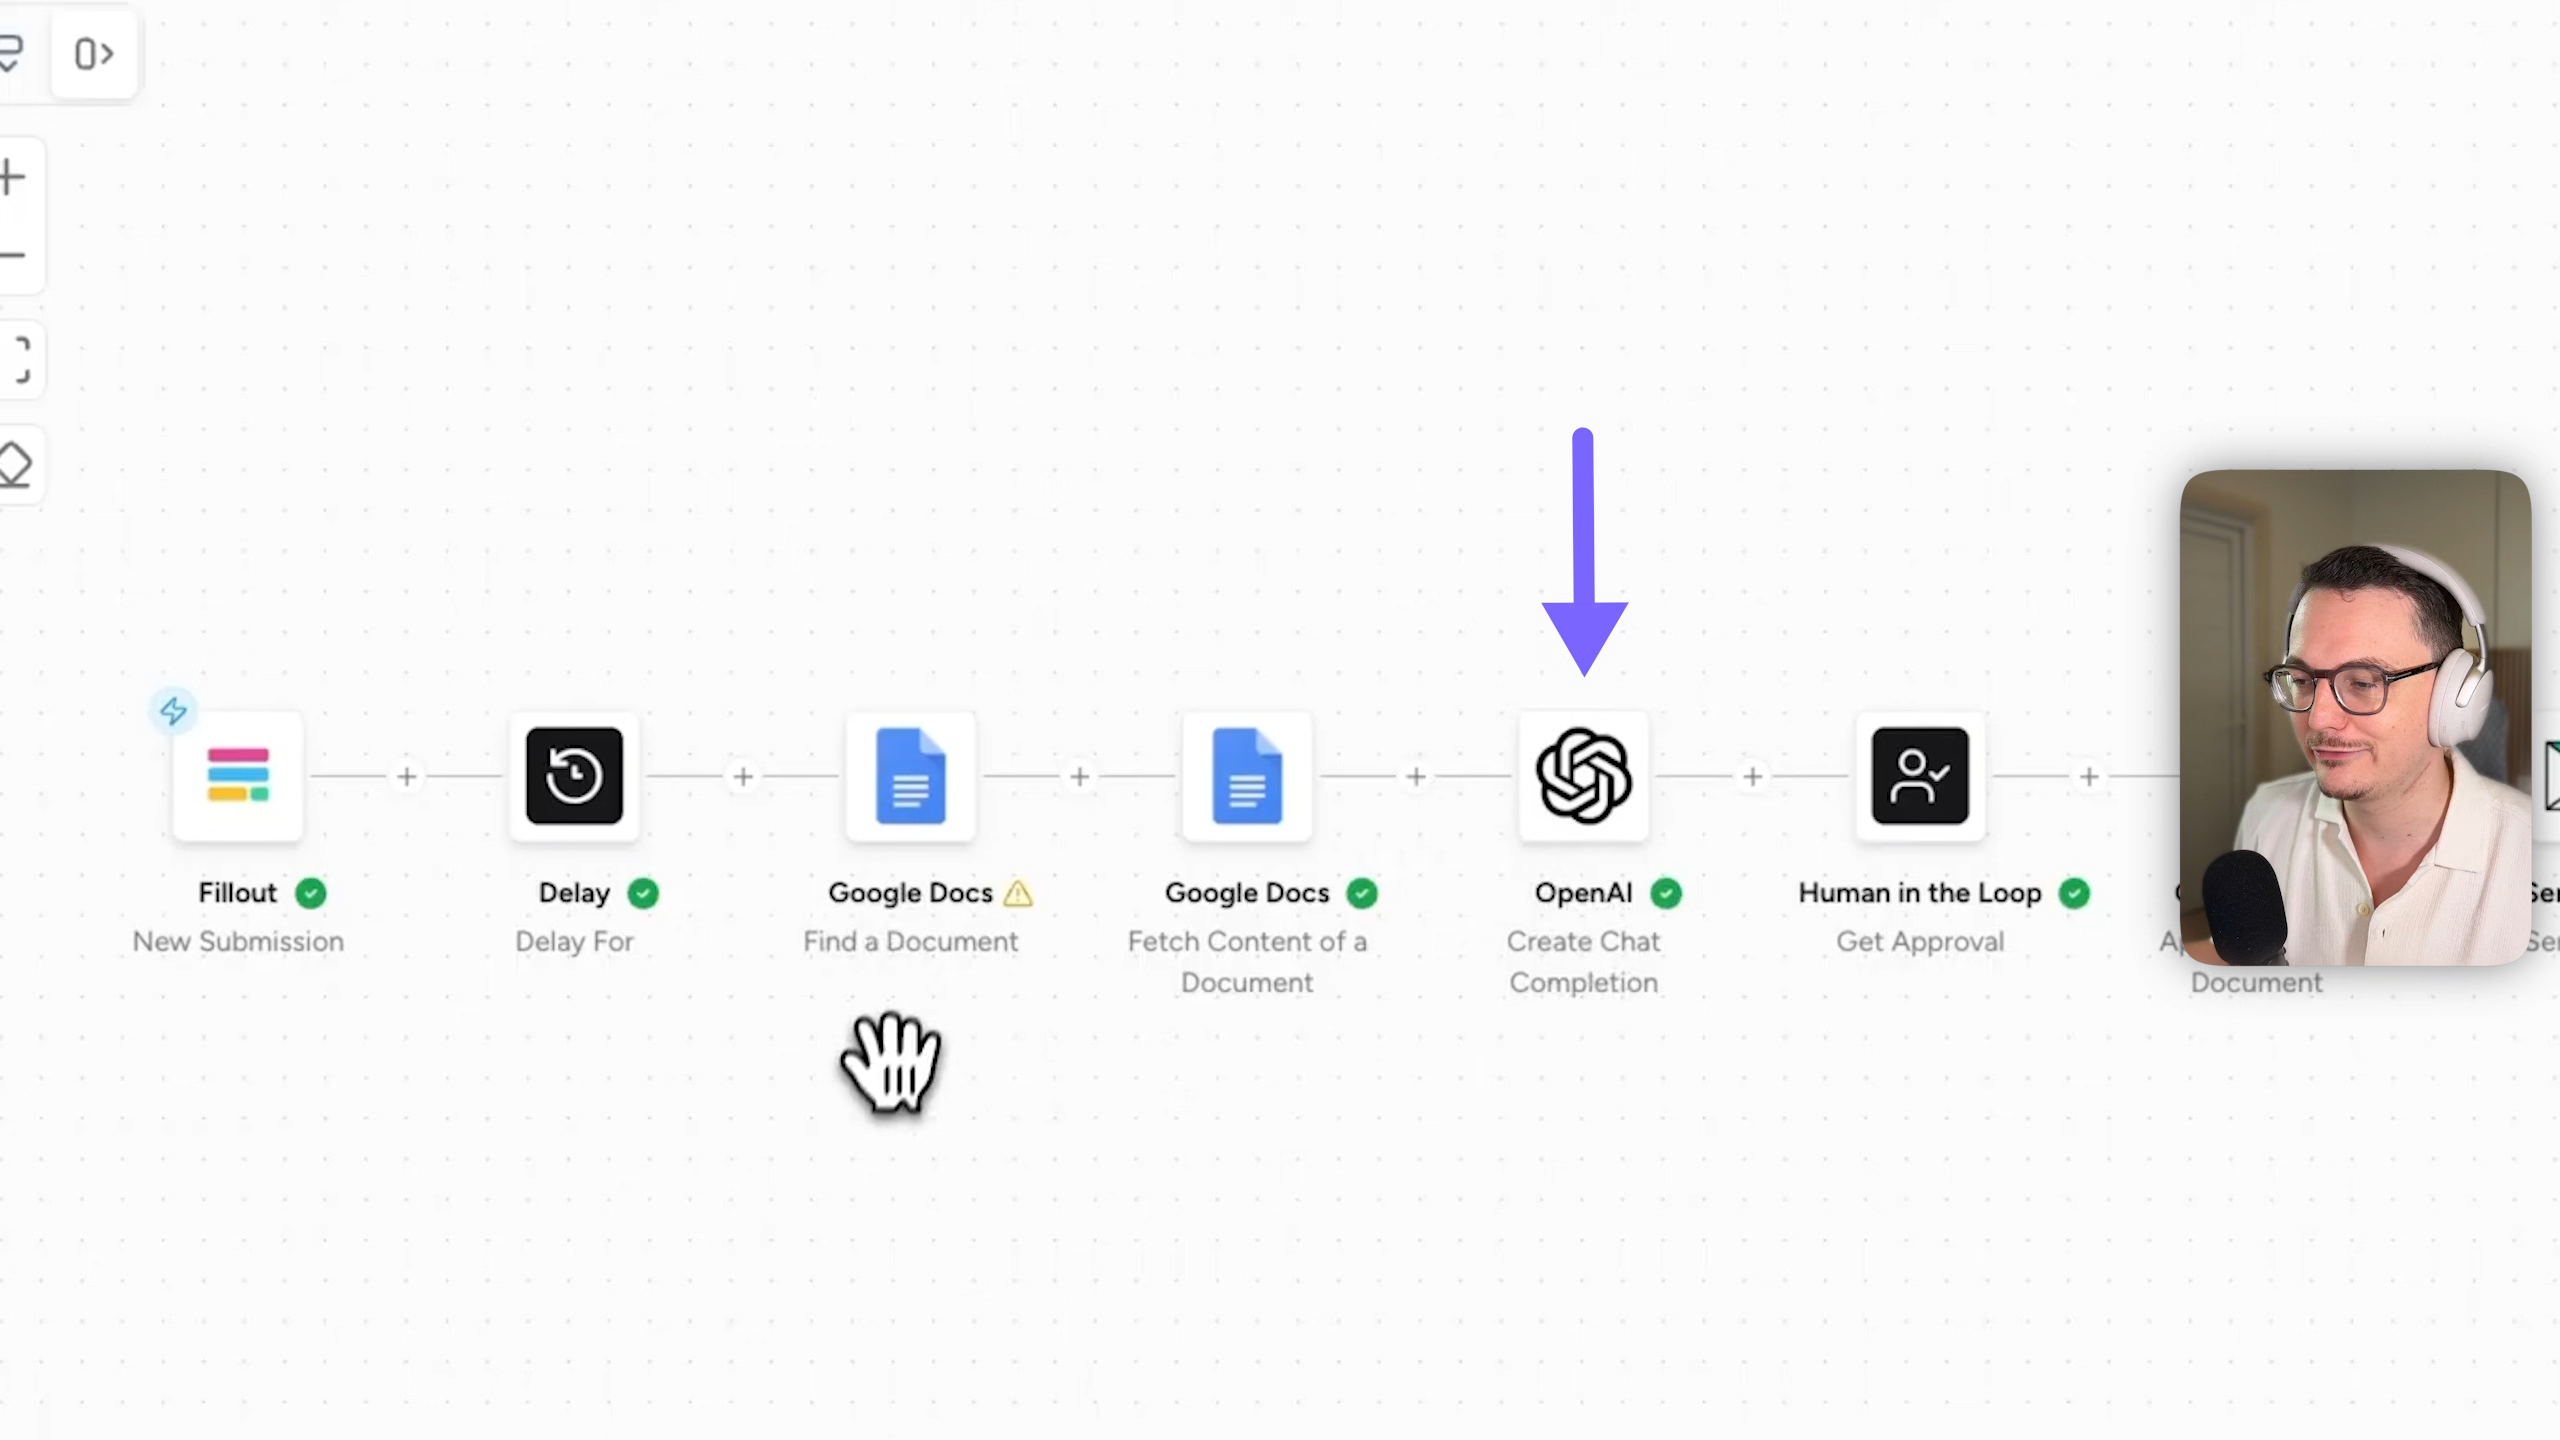 Fillout
New Submission
Delay
Delay For
Google Docs
Find a Document
Google Docs
Fetch Content of a
Document
OpenAI
Create Chat
Completion
Human in the Loop
Get Approval
Document